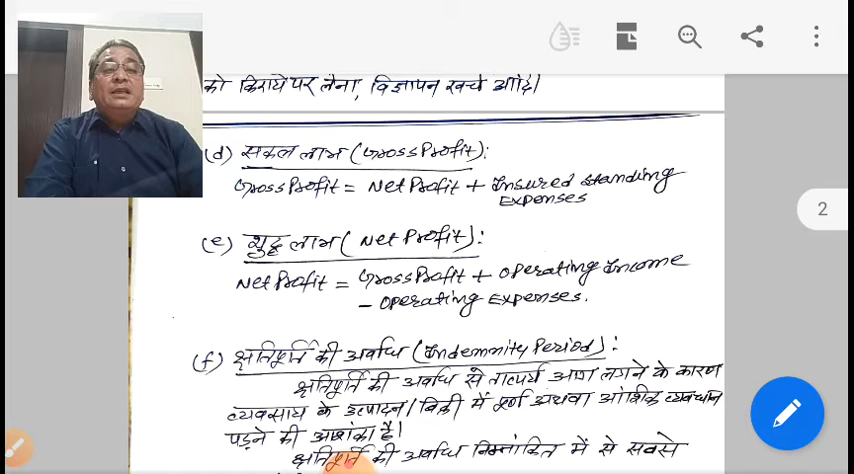 को किराये पर लेना, विज्ञापन खर्चे आदि।
(d) सकल लाभ (Gross Profit):
Gross Profit = Net Profit + Insured Standing
Expenses
2
(e) शुद्ध लाभ (Net Profit):
Net Profit = Gross Profit + Operating Income
- Operating Expenses.
(f) क्षतिपूर्ति की अवधि (Indemnity Period):
क्षतिपूर्ति की अवधि से तात्पर्य आग लगने के कारण
व्यवसाय के उत्पादन/बिक्री में पूर्ण अथवा आंशिक व्यवधान
पड़ने की आशंका है।
क्षतिपूर्ति की अवधि निम्नांकित में से सबसे